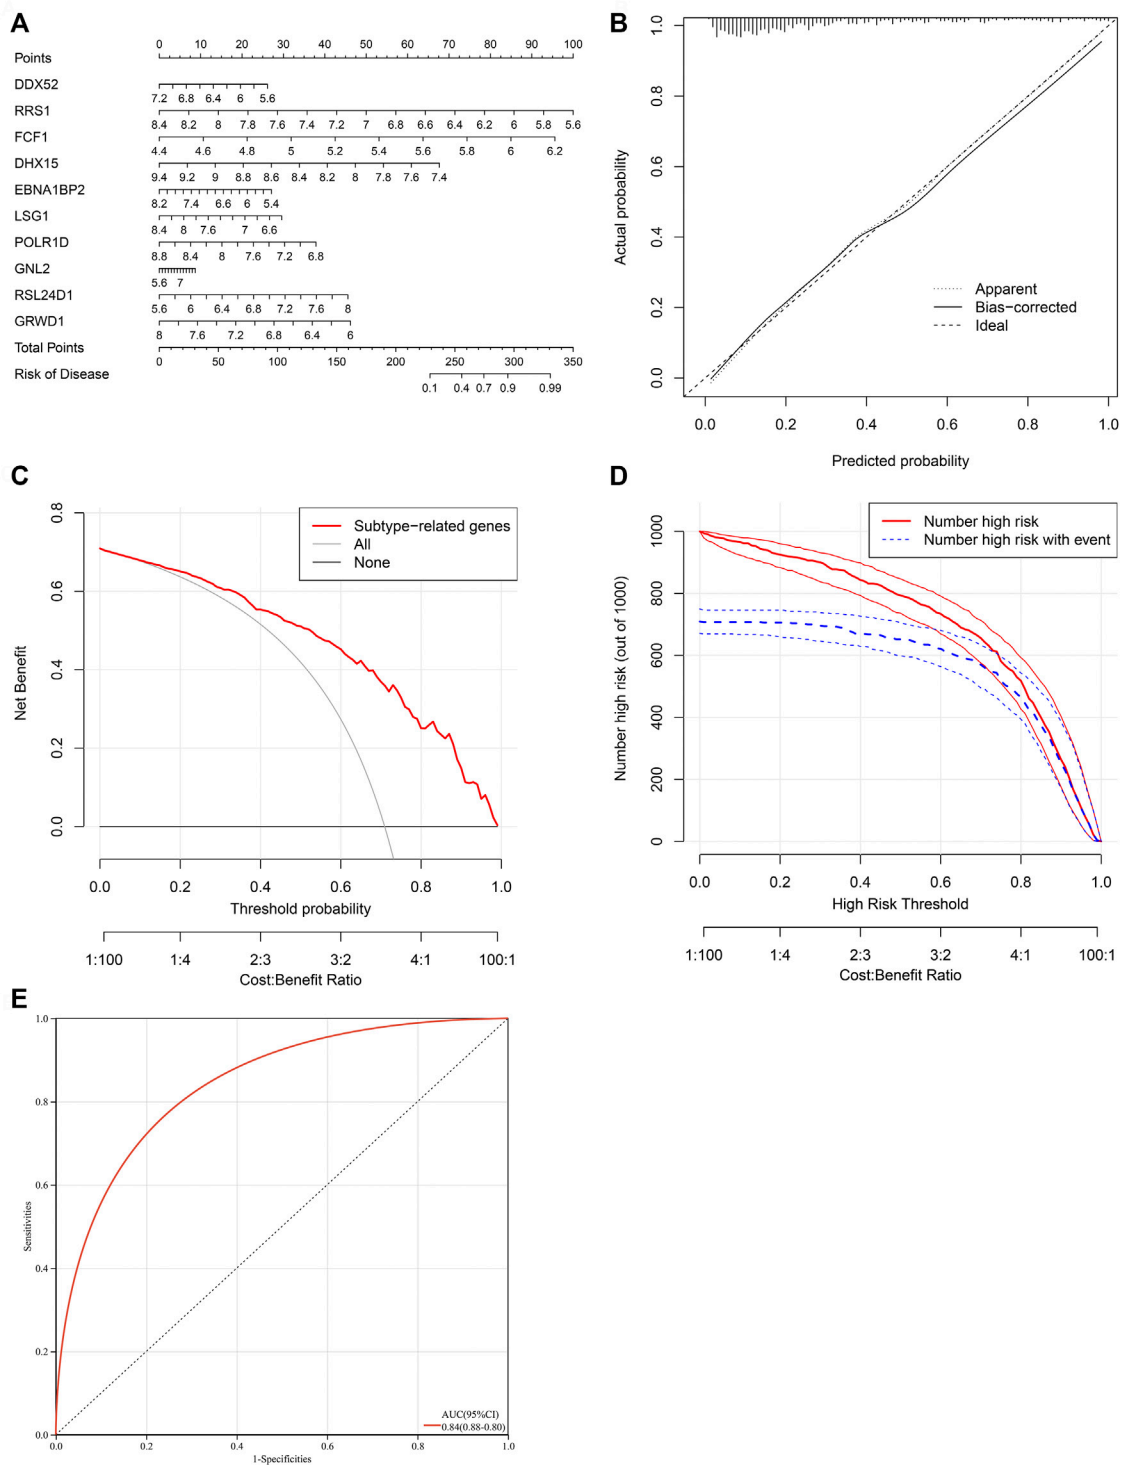 A
0 10 20 30 40 50 60 70 80 90 100
Points
DDX52
7.2 6.8 6.4 6 5.6
RRS1
8.4 8.2 8 7.8 7.6 7.4 7.2 7 6.8 6.6 6.4 6.2 6 5.8 5.6
FCF1
4.4 4.6 4.8 5 5.2 5.4 5.6 5.8 6 6.2
DHX15
9.4 9.2 9 8.8 8.6 8.4 8.2 8 7.8 7.6 7.4
EBNA1BP2
8.2 7.4 6.6 6 5.4
LSG1
8.4 8 7.6 7 6.6
POLR1D
8.8 8.4 8 7.6 7.2 6.8
GNL2
5.6 7
RSL24D1
5.6 6 6.4 6.8 7.2 7.6 8
GRWD1
8 7.6 7.2 6.8 6.4 6
Total Points
0 50 100 150 200 250 300 350
Risk of Disease
0.1 0.4 0.7 0.9 0.99
B
Actual probability
1.0
0.8
0.6
0.4
0.2
0.0
Apparent
Bias−corrected
Ideal
0.0 0.2 0.4 0.6 0.8 1.0
Predicted probability
C
Net Benefit
0.8
0.6
0.4
0.2
0.0
Subtype−related genes
All
None
0.0 0.2 0.4 0.6 0.8 1.0
Threshold probability
1:100 1:4 2:3 3:2 4:1 100:1
Cost:Benefit Ratio
D
Number high risk (out of 1000)
1000
800
600
400
200
0
Number high risk
Number high risk with event
0.0 0.2 0.4 0.6 0.8 1.0
High Risk Threshold
1:100 1:4 2:3 3:2 4:1 100:1
Cost:Benefit Ratio
E
Sensitivities
1.0
0.8
0.6
0.4
0.2
0.0
AUC(95%CI)
0.84(0.88-0.80)
0.0 0.2 0.4 0.6 0.8 1.0
1-Specificities